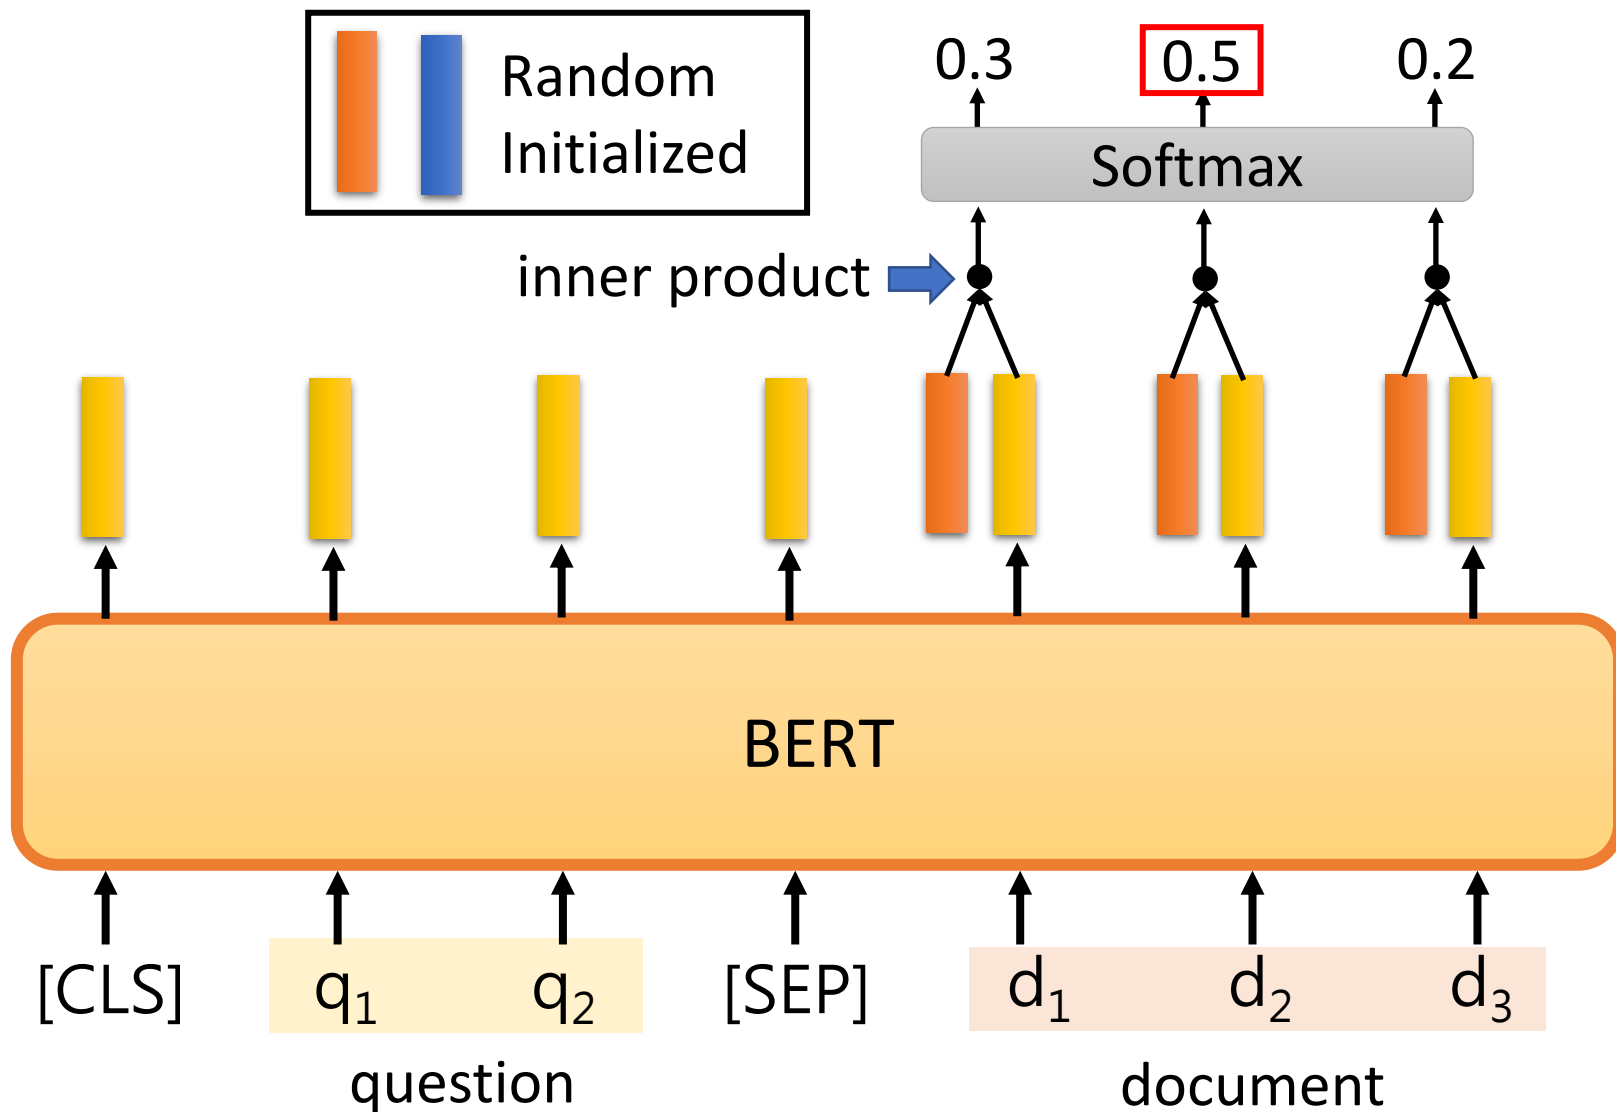 Random
Initialized
0.3 0.5 0.2
Softmax
inner product
BERT
[CLS] q₁ q₂ [SEP] d₁ d₂ d₃
question document